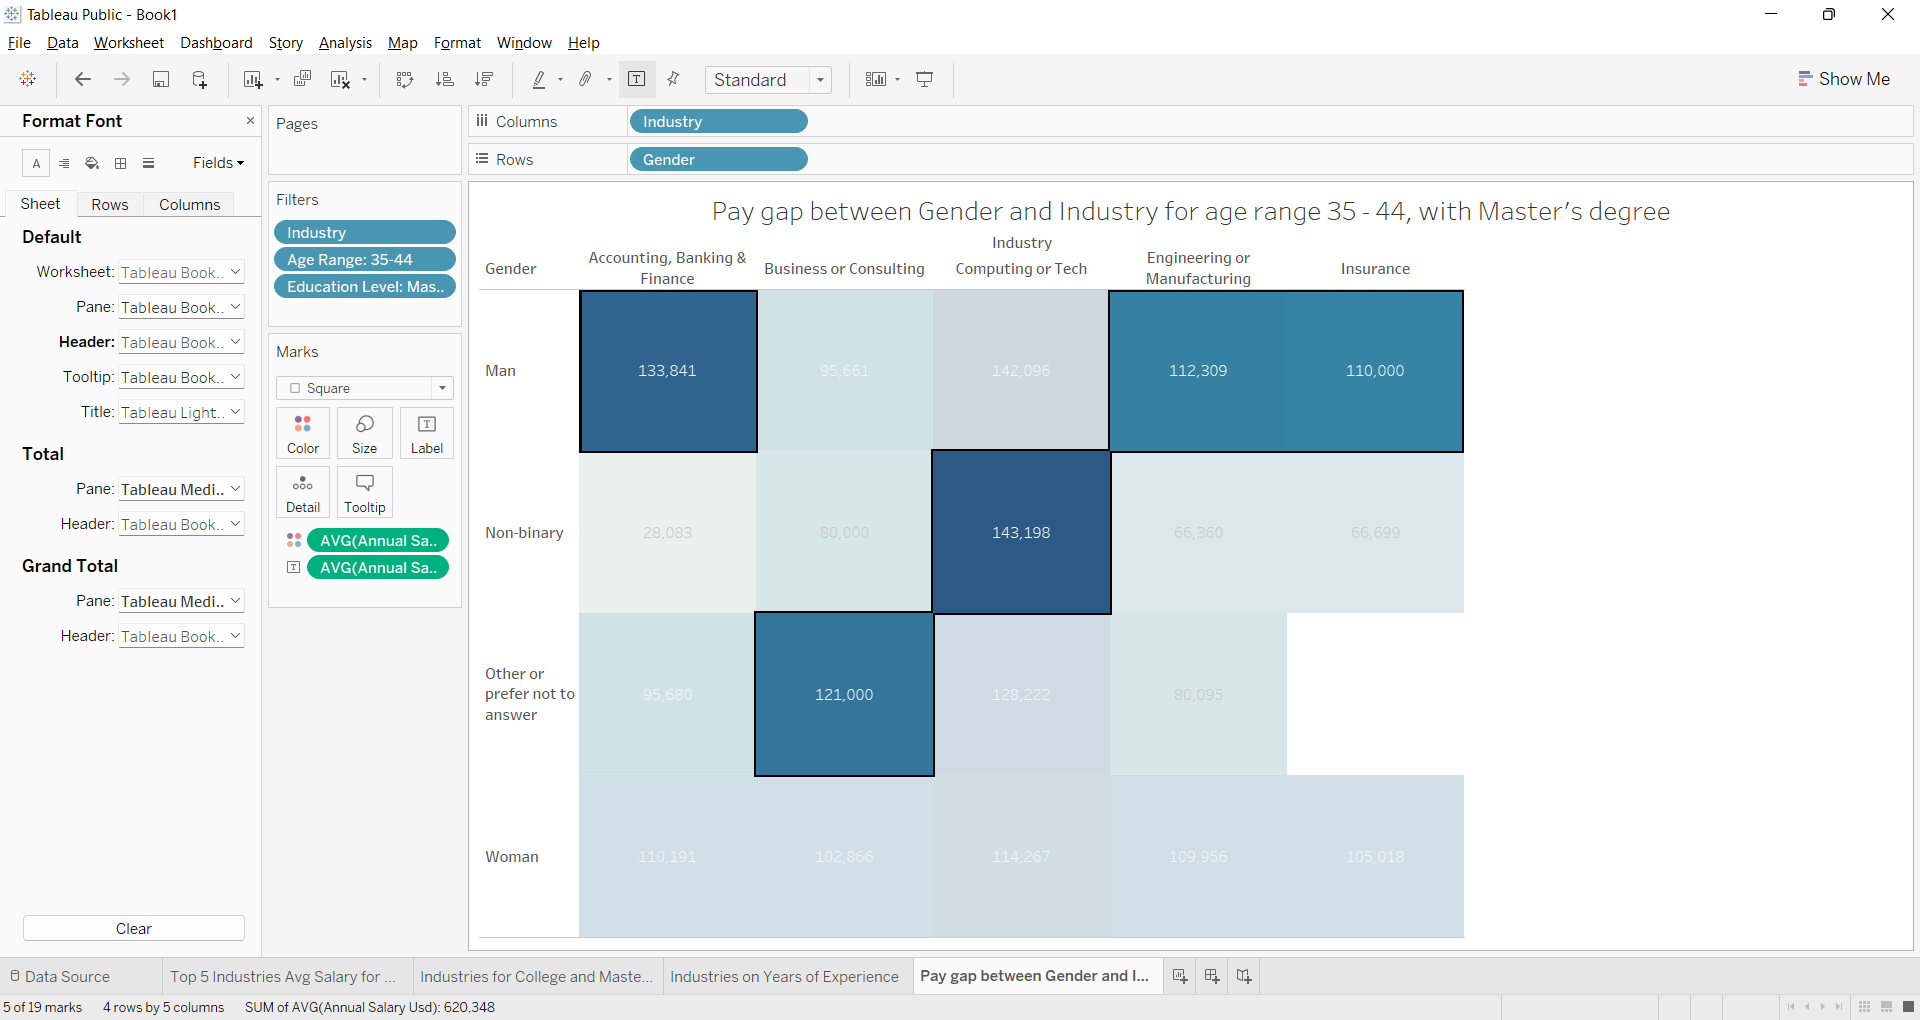 Tableau Public - Book1
File Data Worksheet Dashboard Story Analysis Map Format Window Help
Standard
Show Me
Format Font
Fields
Sheet Rows Columns
Default
Worksheet: Tableau Book..
Pane: Tableau Book..
Header: Tableau Book..
Tooltip: Tableau Book..
Title: Tableau Light..
Total
Pane: Tableau Medi..
Header: Tableau Book..
Grand Total
Pane: Tableau Medi..
Header: Tableau Book..
Clear
Pages
Filters
Industry
Age Range: 35-44
Education Level: Mas..
Marks
Square
Color Size Label
Detail Tooltip
AVG(Annual Sa..
AVG(Annual Sa..
Columns Industry
Rows Gender
Pay gap between Gender and Industry for age range 35 - 44, with Master's degree
Industry
Gender
Accounting, Banking &
Finance
Business or Consulting
Computing or Tech
Engineering or
Manufacturing
Insurance
Man 133,841 95,661 142,096 112,309 110,000
Non-binary 28,083 80,000 143,198 66,360 66,699
Other or
prefer not to
answer
95,680 121,000 128,222 80,095
Woman 110,191 102,866 114,267 109,956 105,018
Data Source
Top 5 Industries Avg Salary for ...
Industries for College and Maste...
Industries on Years of Experience
Pay gap between Gender and I...
5 of 19 marks 4 rows by 5 columns SUM of AVG(Annual Salary Usd): 620,348